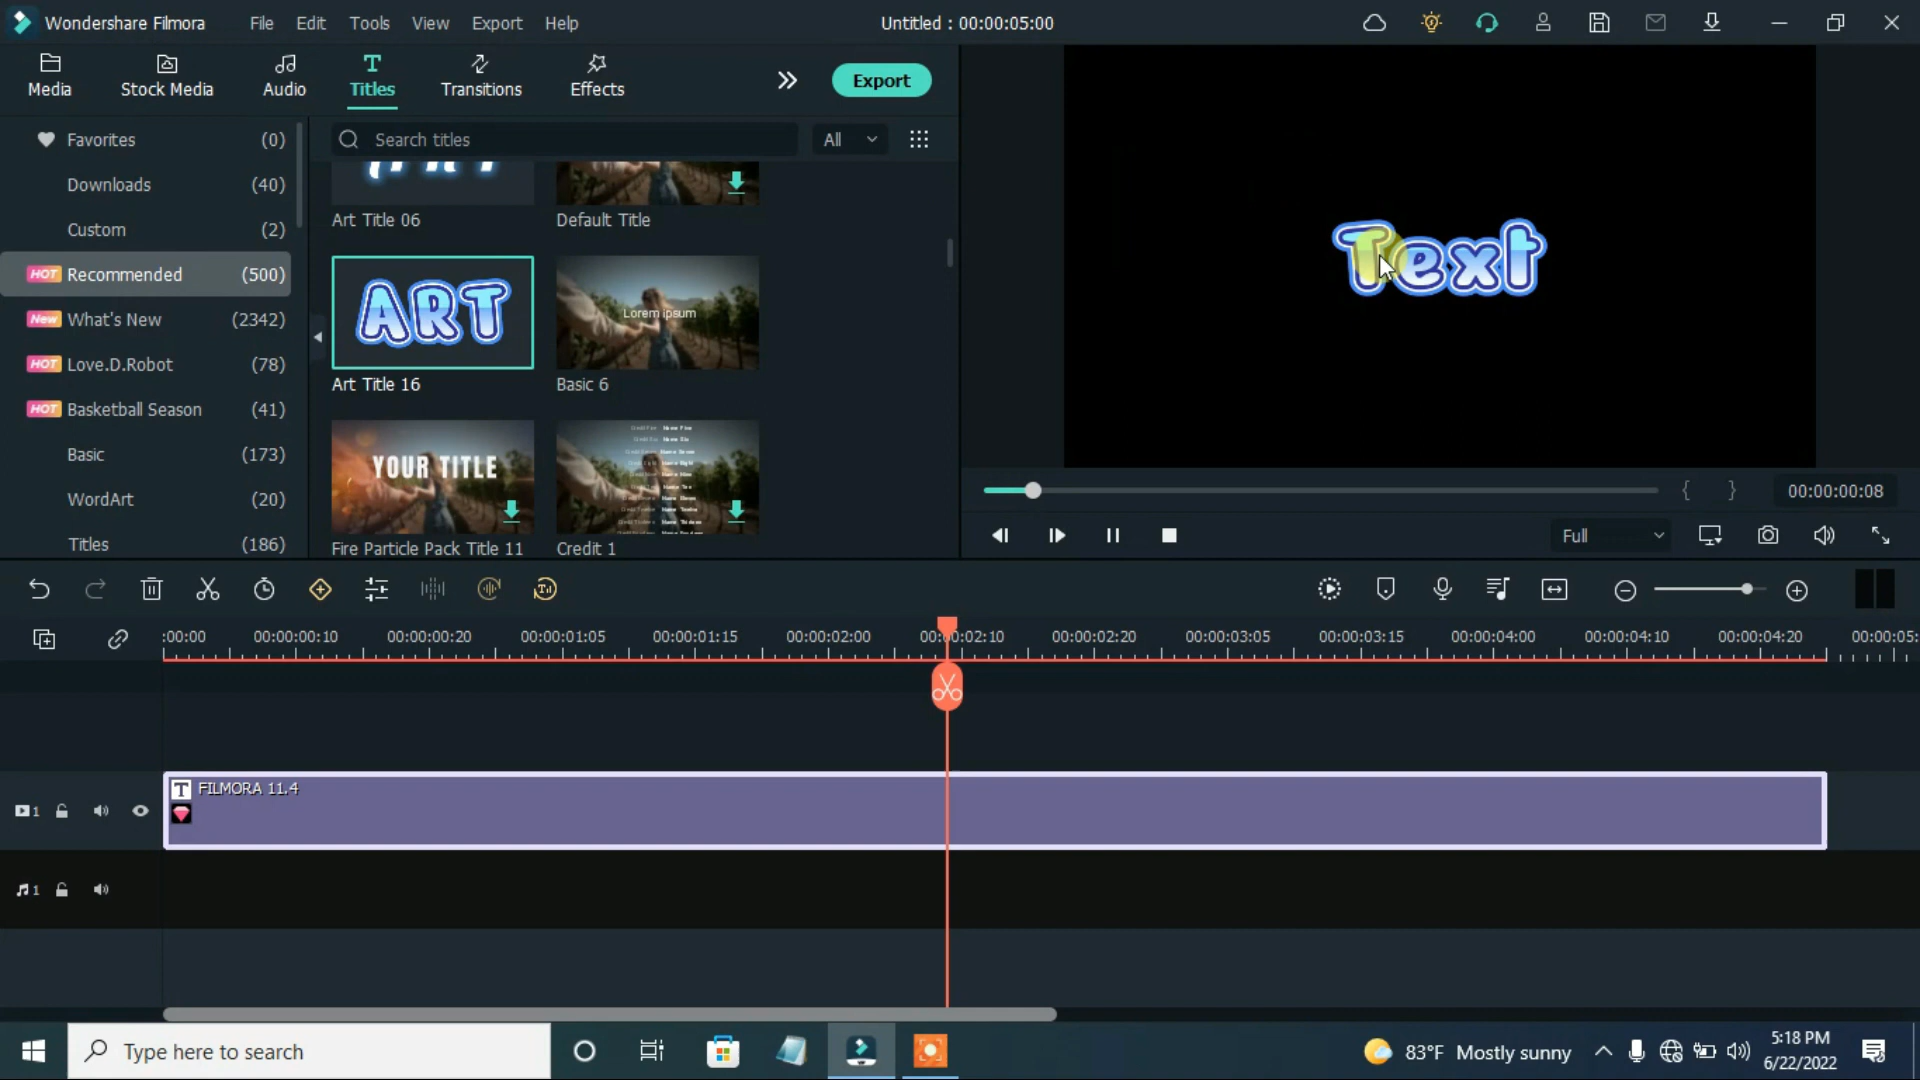 Wondershare Filmora File Edit Tools View Export Help Untitled : 00:00:05:00
Media Stock Media Audio Titles Transitions Effects Export
Favorites (0)
Downloads (40)
Custom (2)
HOT Recommended (500)
New What's New (2342)
HOT Love.D.Robot (78)
HOT Basketball Season (41)
Basic (173)
WordArt (20)
Titles (186)
Search titles All
Art Title 06 Default Title
ART Lorem ipsum
Art Title 16 Basic 6
YOUR TITLE
Fire Particle Pack Title 11 Credit 1
Text
{ } 00:00:00:08
Full
:00:00 00:00:00:10 00:00:00:20 00:00:01:05 00:00:01:15 00:00:02:00 00:00:02:10 00:00:02:20 00:00:03:05 00:00:03:15 00:00:04:00 00:00:04:10 00:00:04:20 00:00:05:
T FILMORA 11.4
1
1
Type here to search 83°F Mostly sunny 5:18 PM
6/22/2022